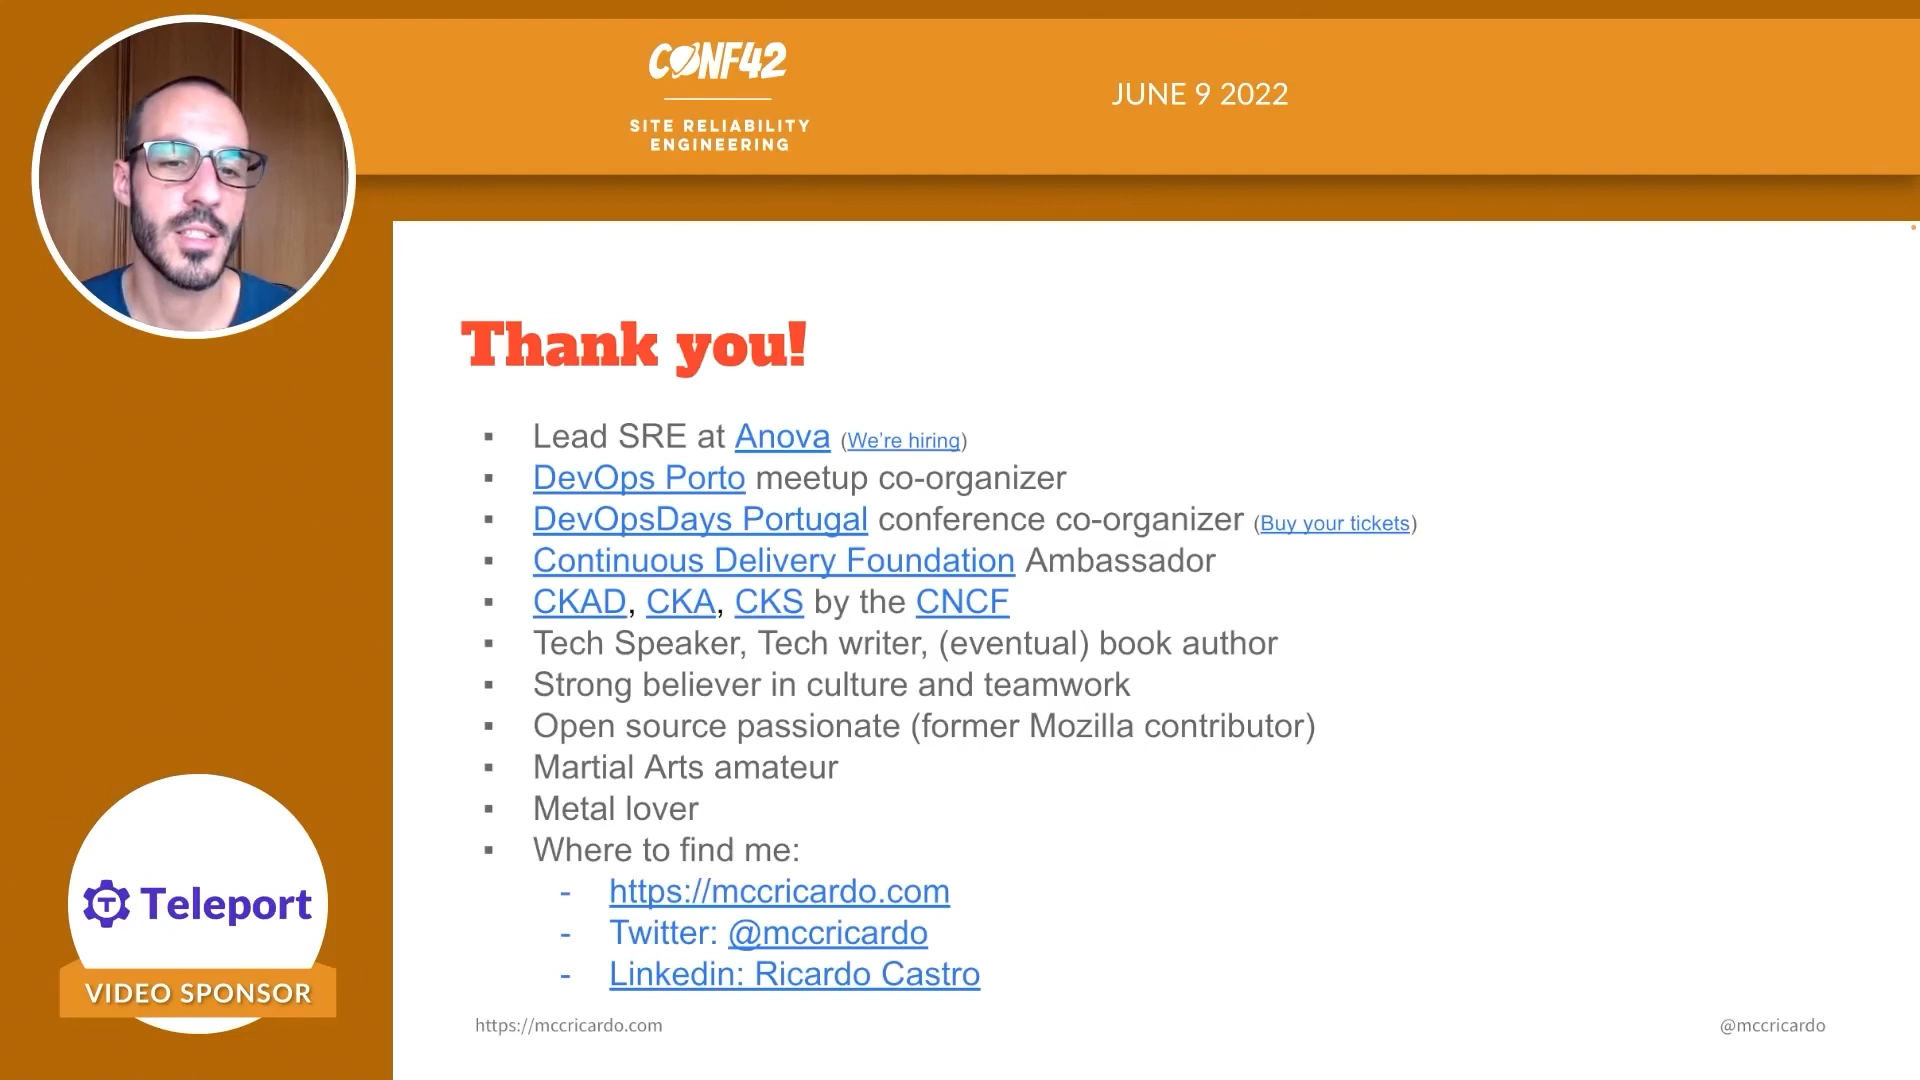 CONF42
SITE RELIABILITY
ENGINEERING
JUNE 9 2022
Thank you!
▪ Lead SRE at Anova (We're hiring)
▪ DevOps Porto meetup co-organizer
▪ DevOpsDays Portugal conference co-organizer (Buy your tickets)
▪ Continuous Delivery Foundation Ambassador
▪ CKAD, CKA, CKS by the CNCF
▪ Tech Speaker, Tech writer, (eventual) book author
▪ Strong believer in culture and teamwork
▪ Open source passionate (former Mozilla contributor)
▪ Martial Arts amateur
▪ Metal lover
▪ Where to find me:
- https://mccricardo.com
- Twitter: @mccricardo
- Linkedin: Ricardo Castro
https://mccricardo.com
@mccricardo
Teleport
VIDEO SPONSOR